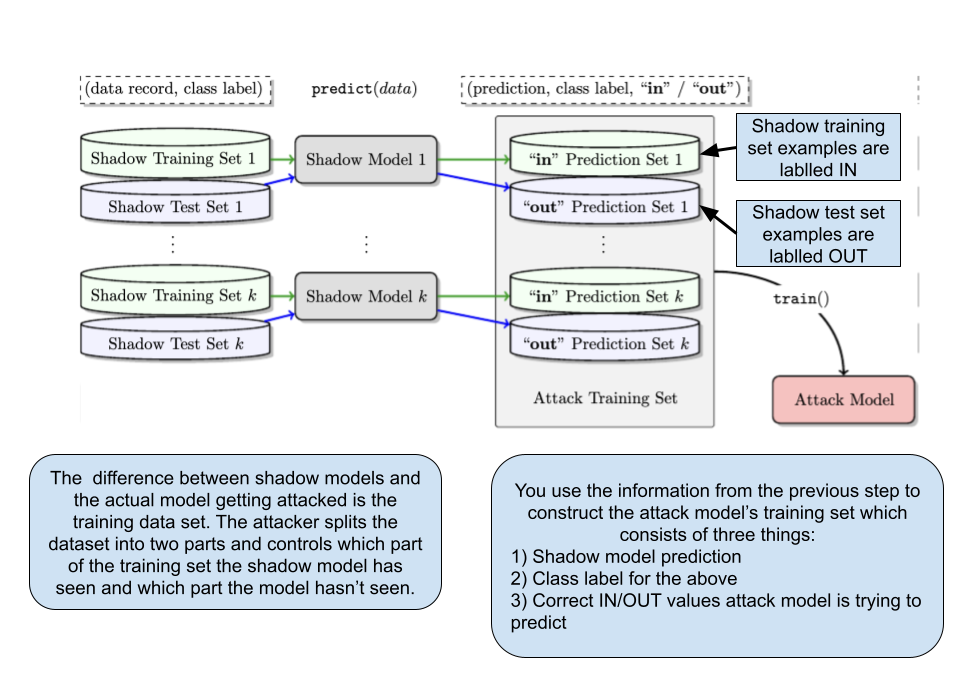 (data record, class label)
predict(data)
(prediction, class label, “in” / “out”)
Shadow Training Set 1
Shadow Model 1
“in” Prediction Set 1
Shadow training
set examples are
lablled IN
Shadow Test Set 1
“out” Prediction Set 1
Shadow test set
examples are
lablled OUT
Shadow Training Set k
Shadow Model k
“in” Prediction Set k
train()
Shadow Test Set k
“out” Prediction Set k
Attack Training Set
Attack Model
The  difference between shadow models and
the actual model getting attacked is the
training data set. The attacker splits the
dataset into two parts and controls which part
of the training set the shadow model has
seen and which part the model hasn’t seen.
You use the information from the previous step to
construct the attack model’s training set which
consists of three things:
1) Shadow model prediction
2) Class label for the above
3) Correct IN/OUT values attack model is trying to
predict